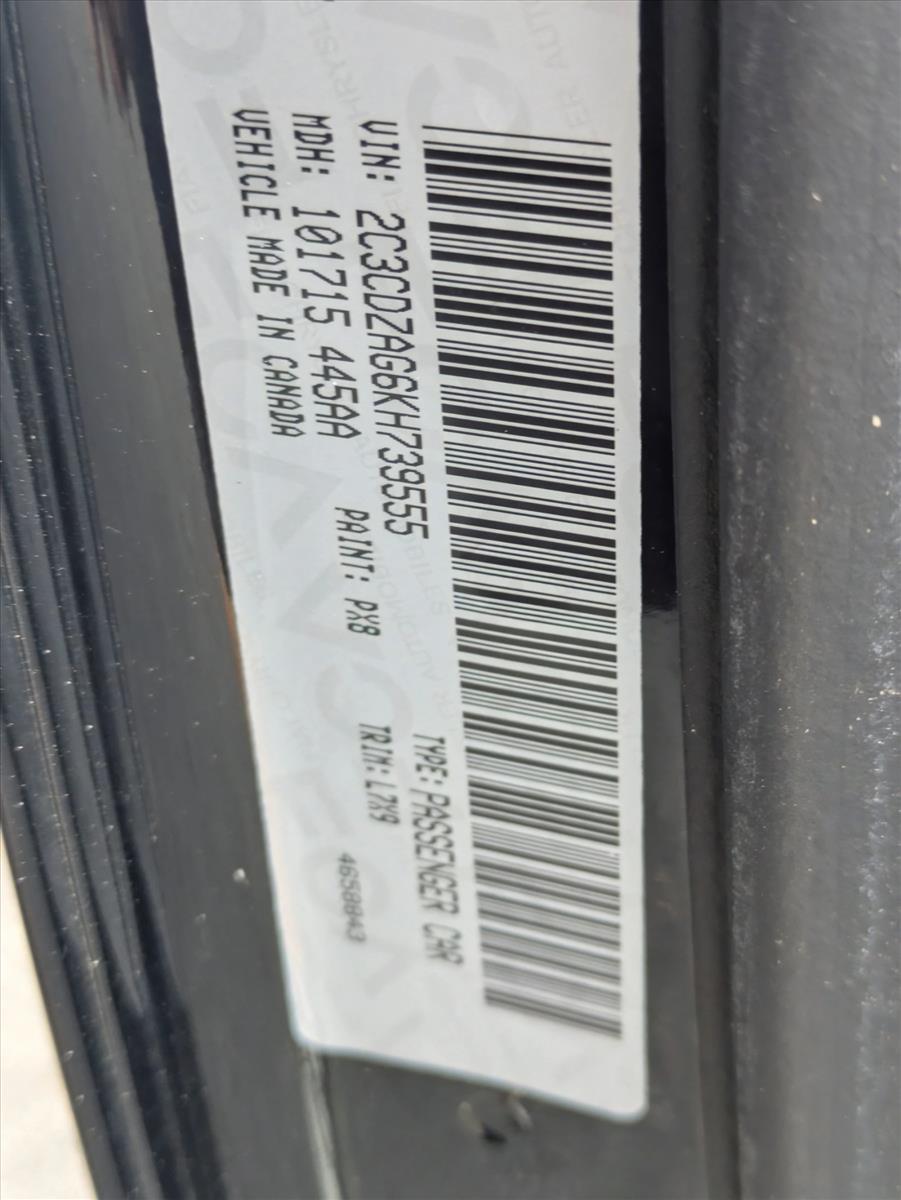 VIN: 2C3CDZAG6KH739555 TYPE: PASSENGER CAR
MDH: 101715 445AA PAINT: PX8 TRIM: L7X9
VEHICLE MADE IN CANADA 4658843